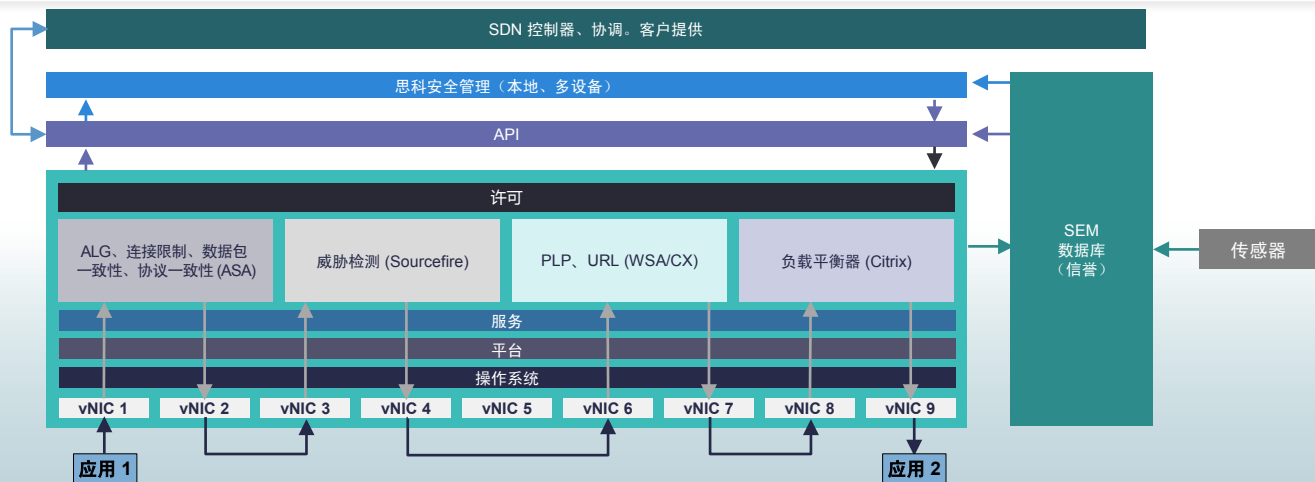 SDN 控制器、协调。客户提供
思科安全管理（本地、多设备）
API
许可
ALG、连接限制、数据包
一致性、协议一致性 (ASA)
威胁检测 (Sourcefire)
PLP、URL (WSA/CX)
负载平衡器 (Citrix)
SEM
数据库
（信誉）
传感器
服务
平台
操作系统
vNIC 1
vNIC 2
vNIC 3
vNIC 4
vNIC 5
vNIC 6
vNIC 7
vNIC 8
vNIC 9
应用 1
应用 2